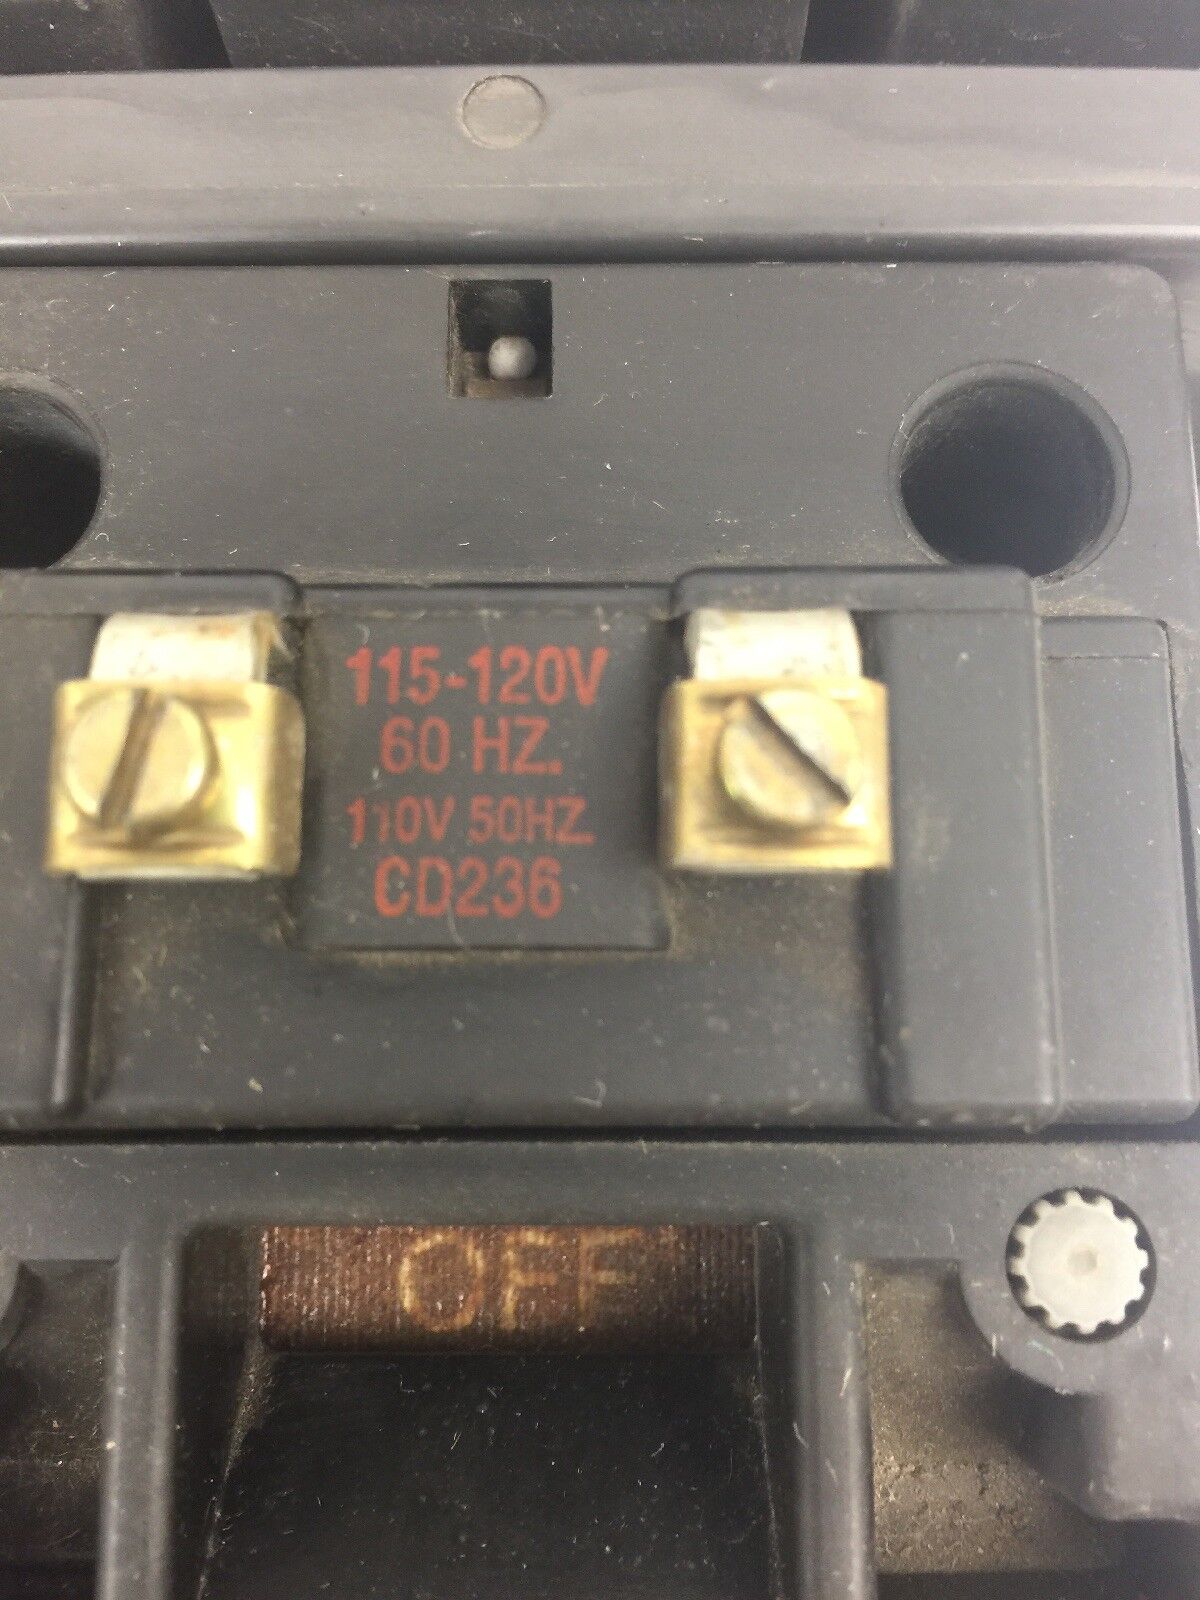 115-120V
60 HZ.
110V 50HZ.
CD236
OFF